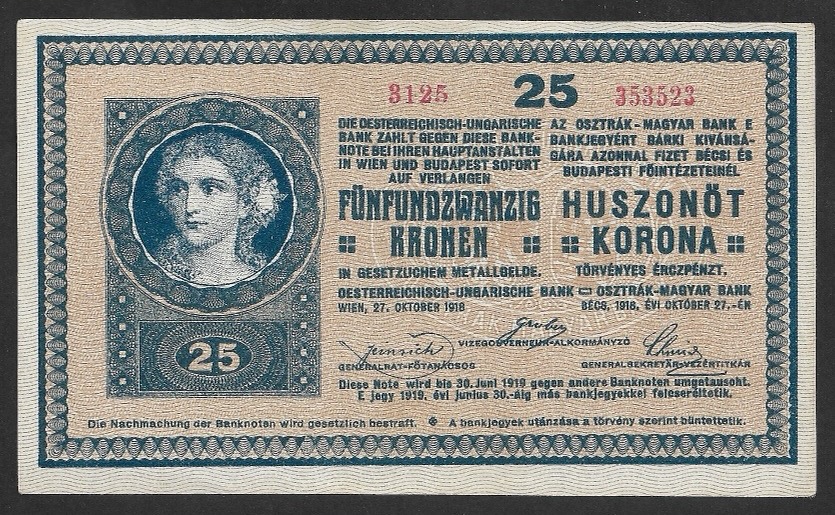 3125 25 353523
DIE OESTERREICHISCH-UNGARISCHE
BANK ZAHLT GEGEN DIESE BANK-
NOTE BEI IHREN HAUPTANSTALTEN
IN WIEN UND BUDAPEST SOFORT
AUF VERLANGEN
FÜNFUNDZWANZIG
KRONEN
IN GESETZLICHEM METALLGELDE.
OESTERREICHISCH-UNGARISCHE BANK
WIEN, 27. OKTOBER 1918
AZ OSZTRÁK-MAGYAR BANK E
BANKJEGYÉRT BÁRKI KÍVÁNSÁ-
GÁRA AZONNAL FIZET BÉCSI ÉS
BUDAPESTI FŐINTÉZETEINÉL
HUSZONÖT
KORONA
TÖRVÉNYES ÉRCZPÉNZT.
OSZTRÁK-MAGYAR BANK
BÉCS, 1918. ÉVI OKTÓBER 27.-ÉN
Gruber
VIZEGOUVERNEUR-ALKORMÁNYZÓ
GENERALRAT-FŐTANÁCSOS
GENERALSEKRETÄR-VEZÉRTITKÁR
Diese Note wird bis 30. Juni 1919 gegen andere Banknoten umgetauscht.
E jegy 1919. évi junius 30.-áig más bankjegyekkel felcseréltetik.
25
Die Nachmachung der Banknoten wird gesetzlich bestraft. A bankjegyek utánzása a törvény szerint büntettetik.